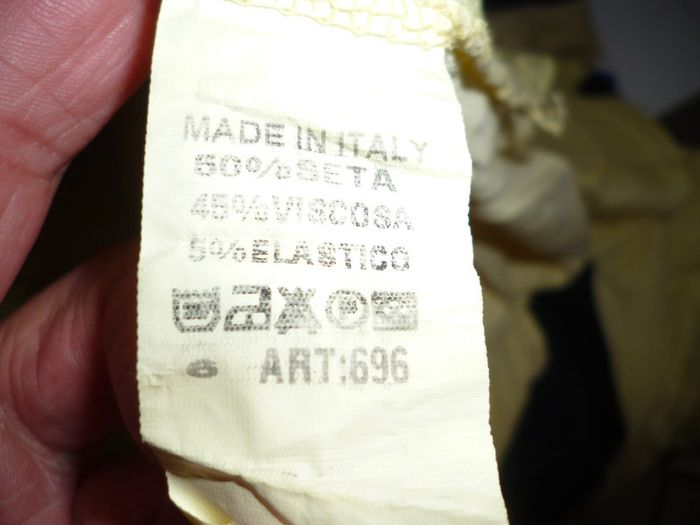 MADE IN ITALY
50% SETA
45% VISCOSA
5% ELASTICO
ART:696